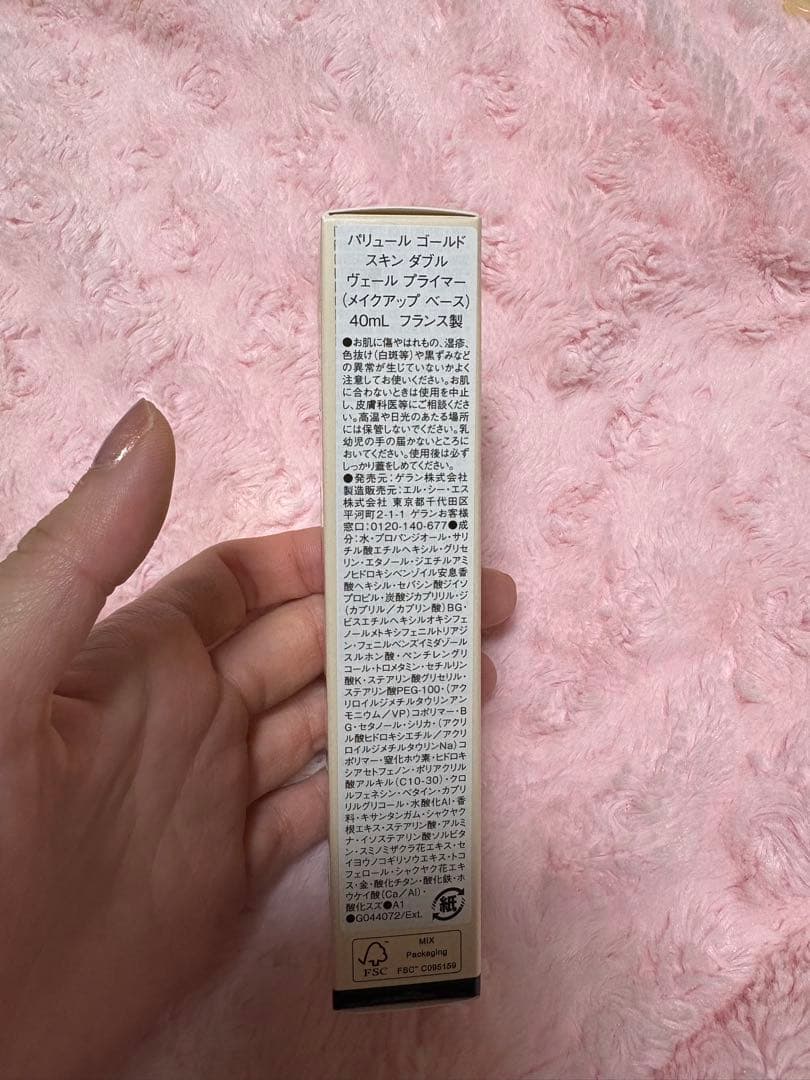 パリュール ゴールド
スキン ダブル
ヴェール プライマー
(メイクアップ ベース)
40mL フランス製
●お肌に傷やはれもの、湿疹、
色抜け(白斑等)や黒ずみなど
の異常が生じていないかよく
注意してお使いください。お肌
に合わないときは使用を中止
し、皮膚科医等にご相談くださ
い。高温や日光のあたる場所
には保管しないでください。乳
幼児の手の届かないところに
おいてください。使用後は必ず
しっかり蓋をしめてください。
●発売元:ゲラン株式会社
製造販売元:エル・シー・エス
株式会社 東京都千代田区
平河町2-1-1 ゲランお客様
窓口:0120-140-677●成
分:水・プロパンジオール・サリ
チル酸エチルヘキシル・グリセ
リン・エタノール・ジエチルアミ
ノヒドロキシベンゾイル安息香
酸ヘキシル・セバシン酸ジイソ
プロピル・炭酸ジカプリリル・ジ
(カプリル/カプリン酸)BG・
ビスエチルヘキシルオキシフェ
ノールメトキシフェニルトリアジ
ン・フェニルベンズイミダゾール
スルホン酸・ペンチレングリ
コール・トロメタミン・セチルリン
酸K・ステアリン酸グリセリル・
ステアリン酸PEG-100・(アク
リロイルジメチルタウリンアン
モニウム/VP)コポリマー・B
G・セタノール・シリカ・(アクリ
ル酸ヒドロキシエチル/アクリ
ロイルジメチルタウリンNa)コ
ポリマー・窒化ホウ素・ヒドロキ
シアセトフェノン・ポリアクリル
酸アルキル(C10-30)・クロ
ルフェネシン・ベタイン・カプリ
リルグリコール・水酸化Al・香
料・キサンタンガム・シャクヤク
根エキス・ステアリン酸・アルミ
ナ・イソステアリン酸ソルビタ
ン・スミノミザクラ花エキス・セ
イヨウノコギリソウエキス・トコ
フェロール・シャクヤク花エキ
ス・金・酸化チタン・酸化鉄・ホ
ウケイ酸(Ca/Al)・
酸化スズ●A1
●G044072/Ext.
紙
MIX
Packaging
FSC
FSC™ C095159